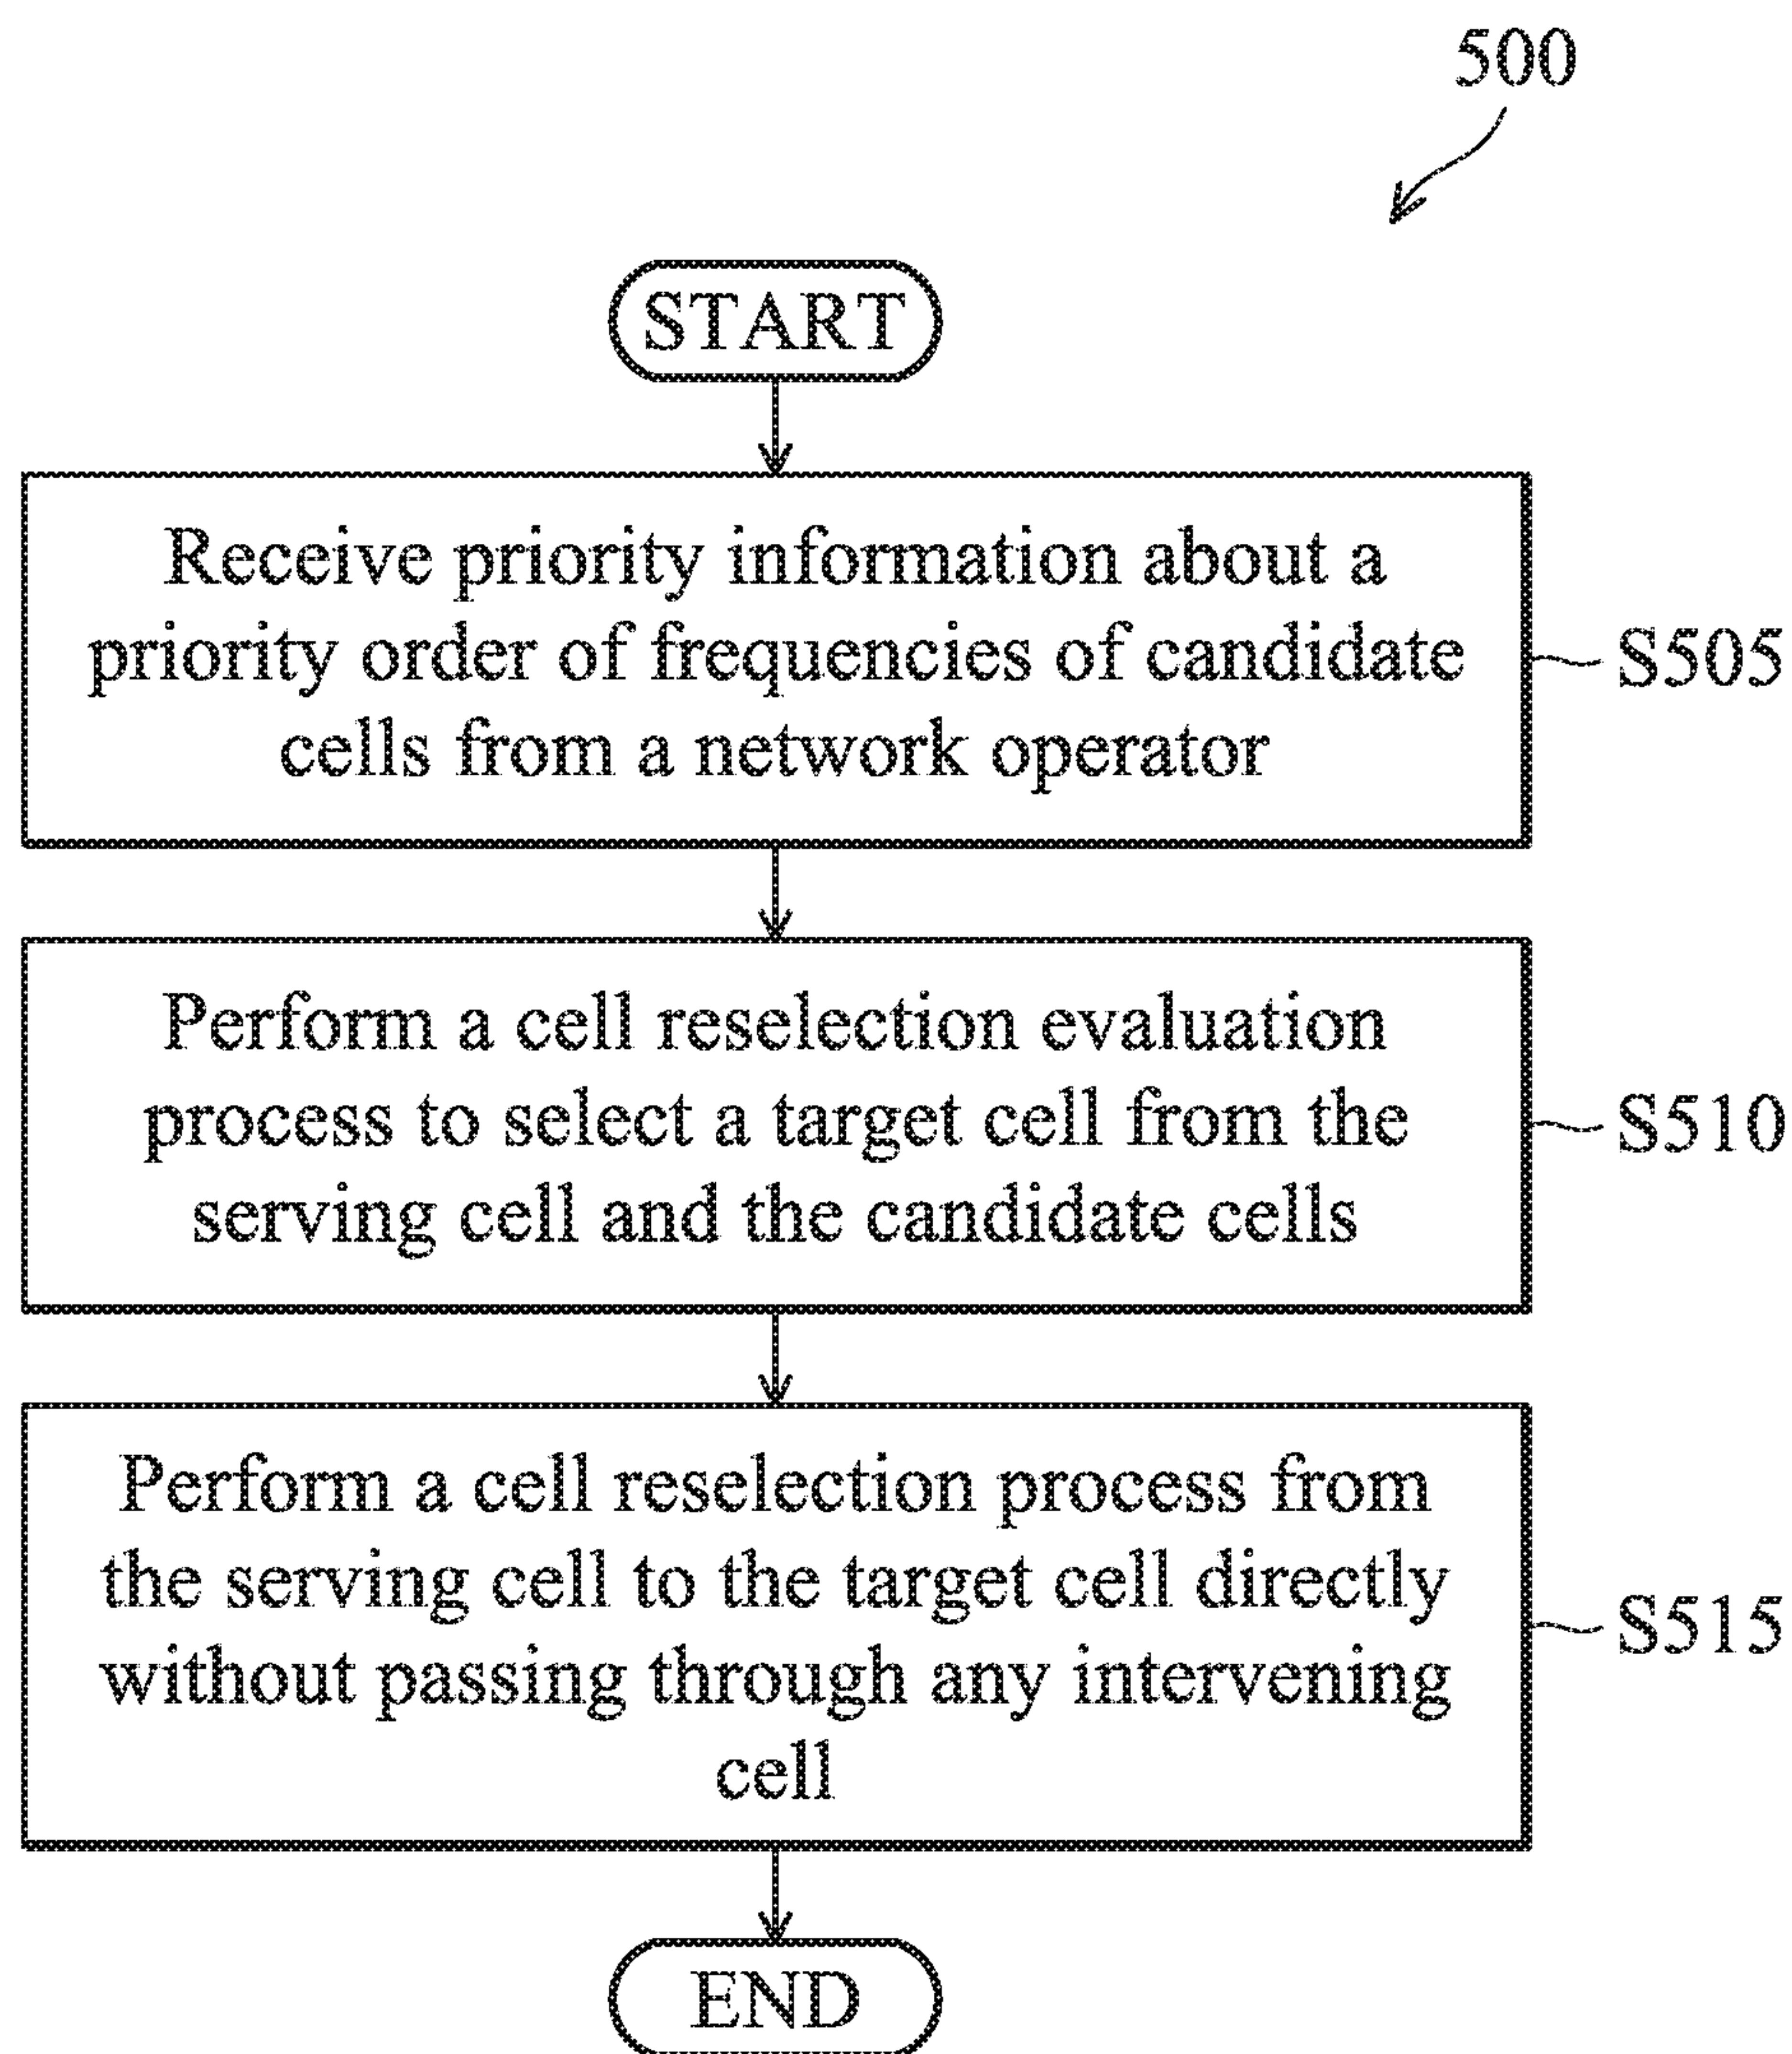 500
START
Receive priority information about a
priority order of frequencies of candidate
cells from a network operator
S505
Perform a cell reselection evaluation
process to select a target cell from the
serving cell and the candidate cells
S510
Perform a cell reselection process from
the serving cell to the target cell directly
without passing through any intervening
cell
S515
END